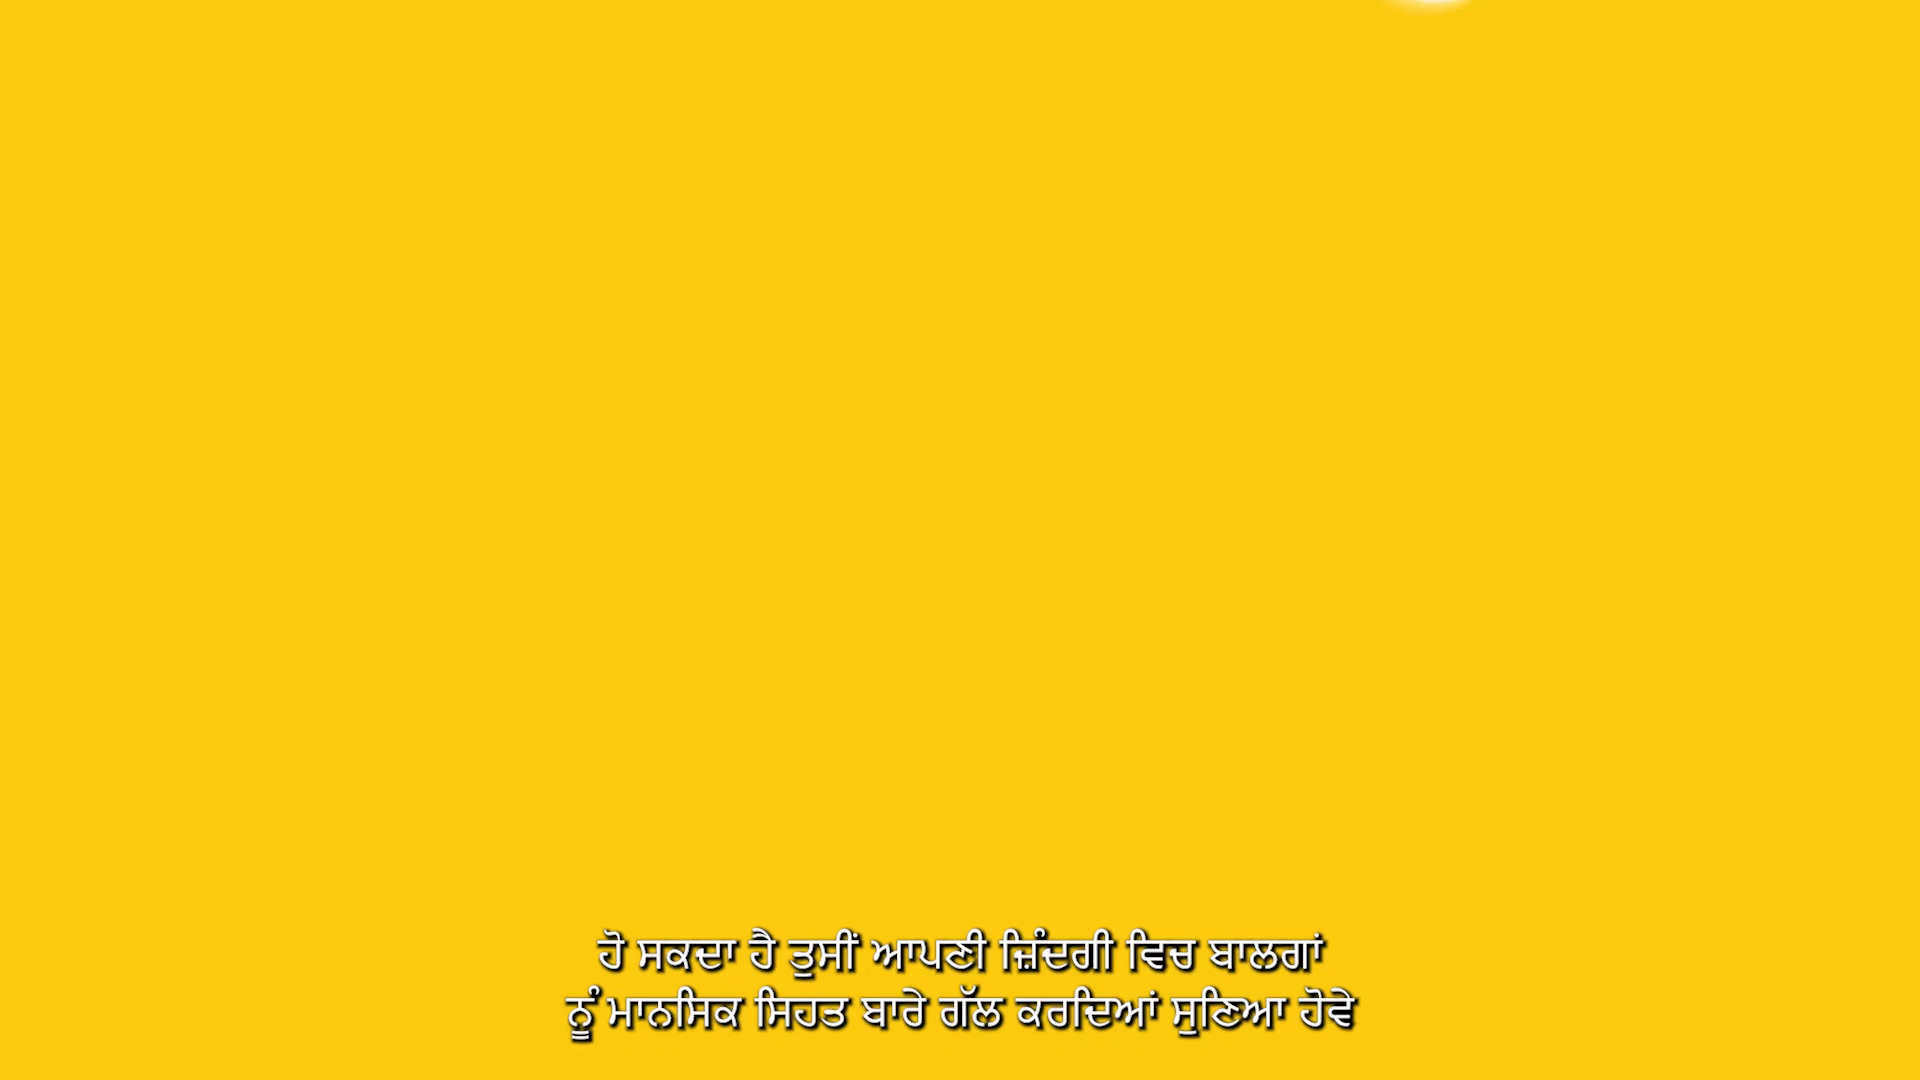 ਹੋ ਸਕਦਾ ਹੈ ਤੁਸੀਂ ਆਪਣੀ ਜ਼ਿੰਦਗੀ ਵਿਚ ਬਾਲਗਾਂ
ਨੂੰ ਮਾਨਸਿਕ ਸਿਹਤ ਬਾਰੇ ਗੱਲ ਕਰਦਿਆਂ ਸੁਣਿਆ ਹੋਵੇ